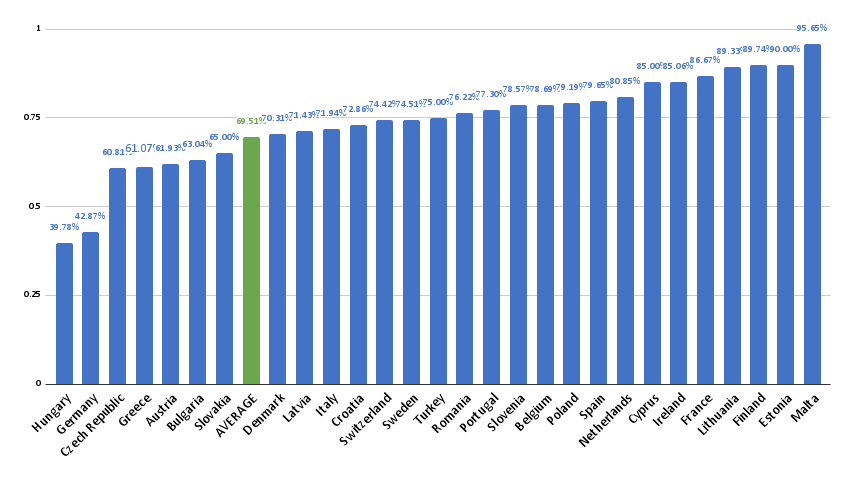 1
0.75
0.5
0.25
0
39.78%
42.87%
60.81%
61.07%
61.93%
63.04%
65.00%
69.51%
70.31%
71.43%
71.94%
72.86%
74.42%
74.51%
75.00%
76.22%
77.30%
78.57%
78.69%
79.19%
79.65%
80.85%
85.00%
85.06%
86.67%
89.33%
89.74%
90.00%
95.65%
Hungary
Germany
Czech Republic
Greece
Austria
Bulgaria
Slovakia
AVERAGE
Denmark
Latvia
Italy
Croatia
Switzerland
Sweden
Turkey
Romania
Portugal
Slovenia
Belgium
Poland
Spain
Netherlands
Cyprus
Ireland
France
Lithuania
Finland
Estonia
Malta